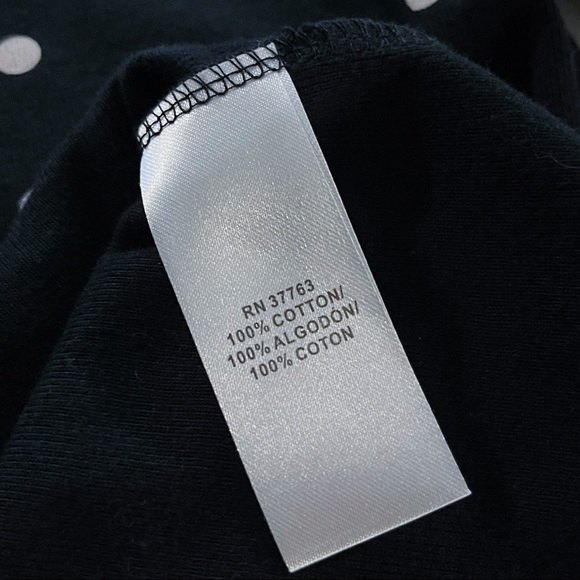 RN 37763
100% COTTON/
100% ALGODÓN/
100% COTON